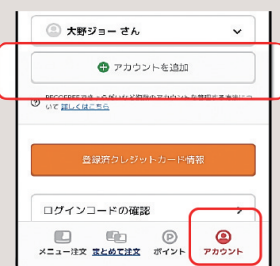 大野ジョー さん
アカウントを追加
いて 詳しくはこちら
登録済クレジットカード情報
ログインコードの確認
メニュー注文 まとめて注文 ポイント アカウント